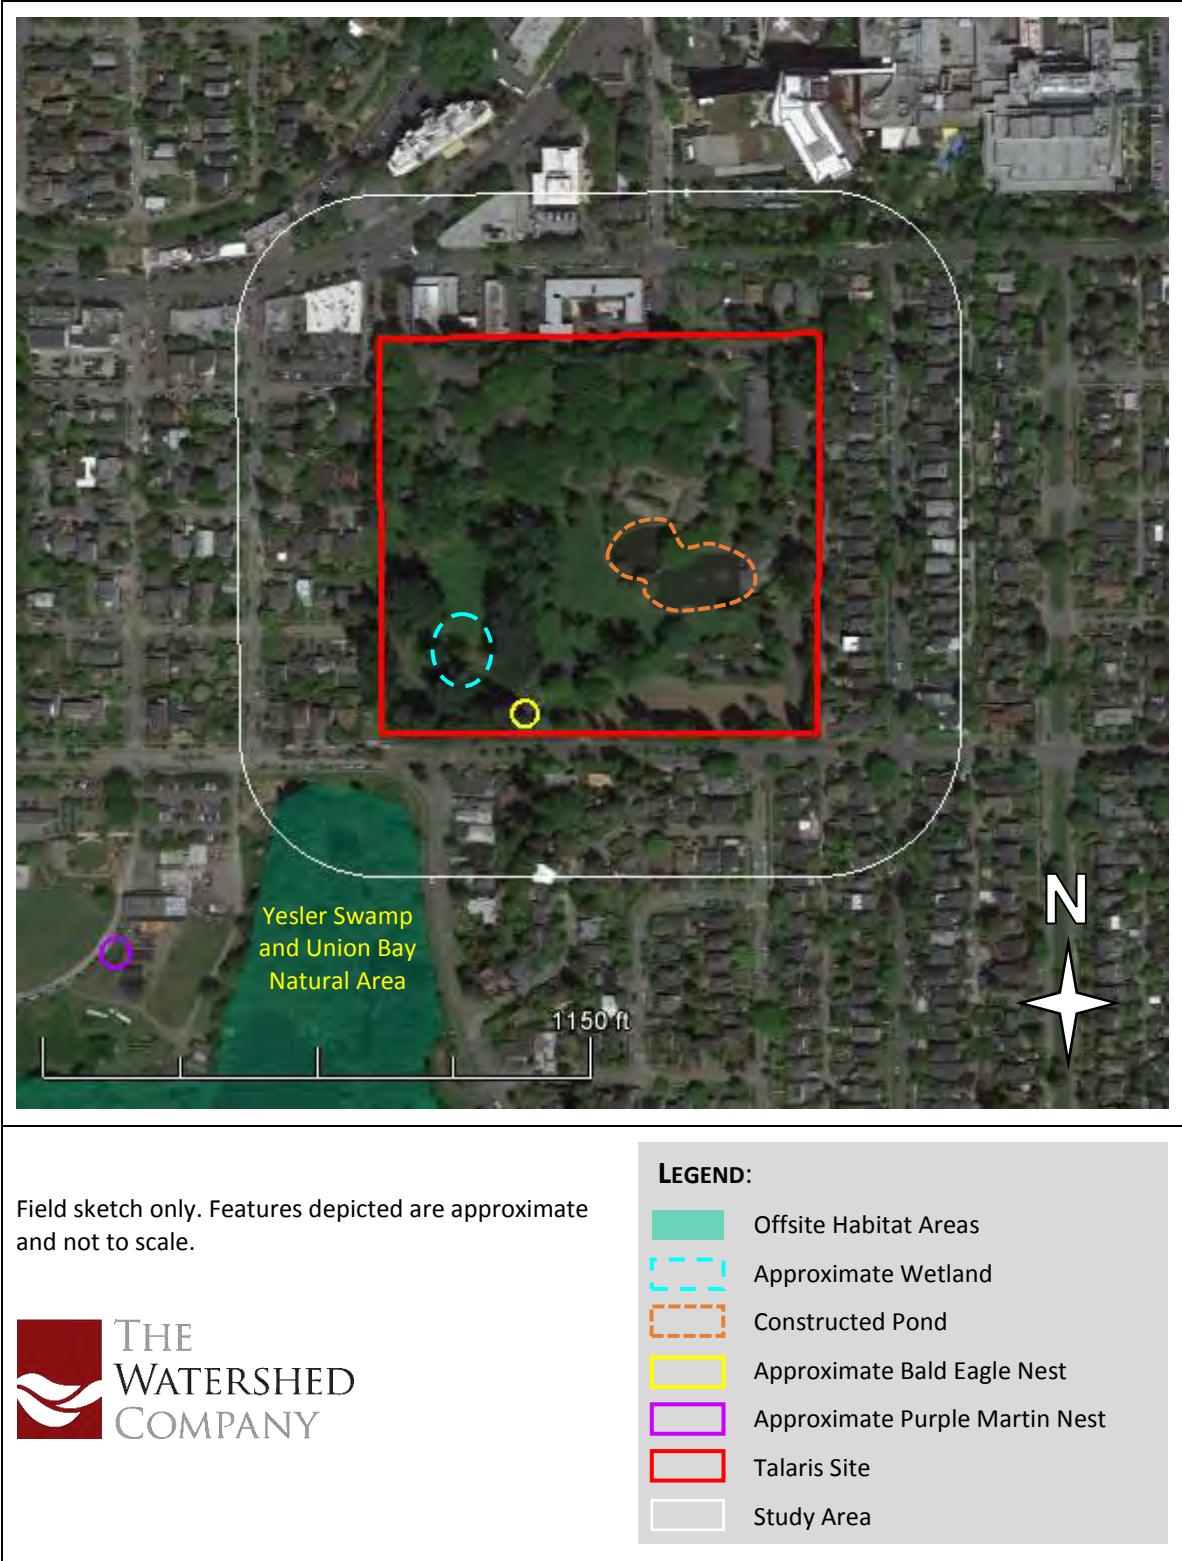 Yesler Swamp
and Union Bay
Natural Area
N
1150 ft
Field sketch only. Features depicted are approximate
and not to scale.
THE
WATERSHED
COMPANY
LEGEND:
Offsite Habitat Areas
Approximate Wetland
Constructed Pond
Approximate Bald Eagle Nest
Approximate Purple Martin Nest
Talaris Site
Study Area